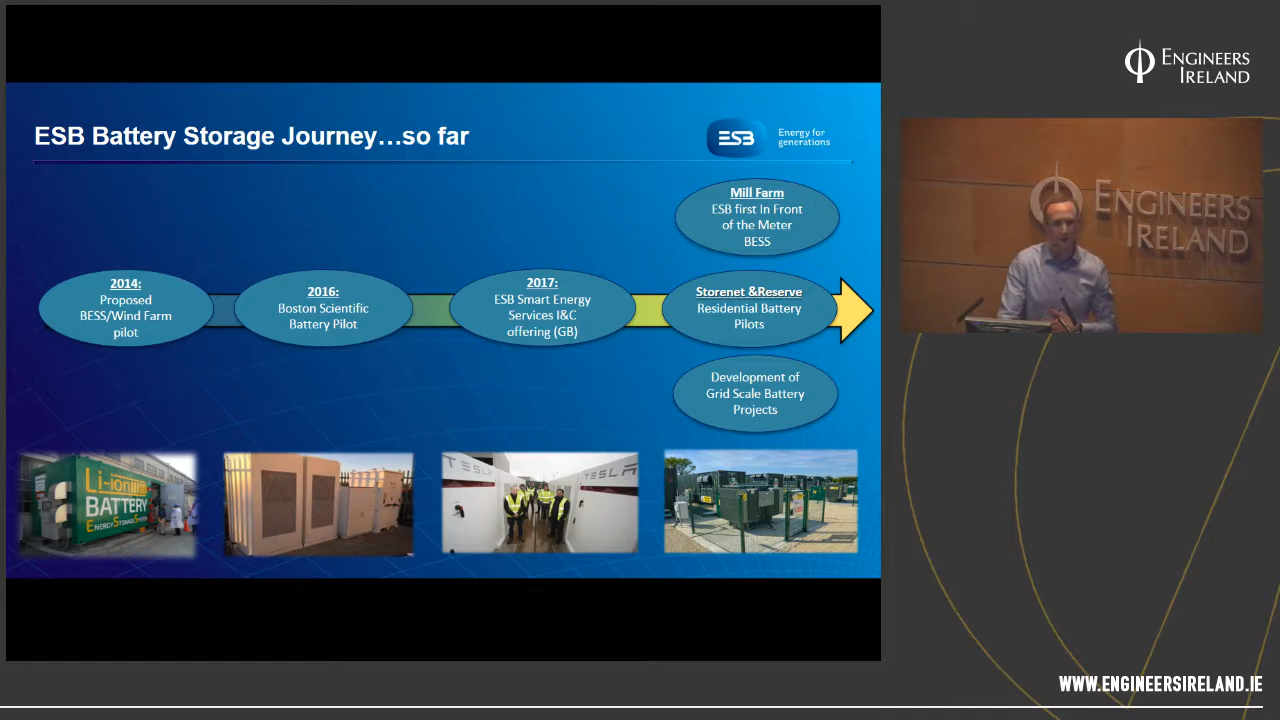 ESB Battery Storage Journey…so far
ESB
Energy for
generations
Mill Farm
ESB first In Front
of the Meter
BESS
2014:
Proposed
BESS/Wind Farm
pilot
2016:
Boston Scientific
Battery Pilot
2017:
ESB Smart Energy
Services I&C
offering (GB)
Storenet &Reserve
Residential Battery
Pilots
Development of
Grid Scale Battery
Projects
Li-ion
BATTERY
ENERGY STORAGE SYSTEM
TESLA
TESLA
ENGINEERS
IRELAND
ENGINEERS
IRELAND
WWW.ENGINEERSIRELAND.IE